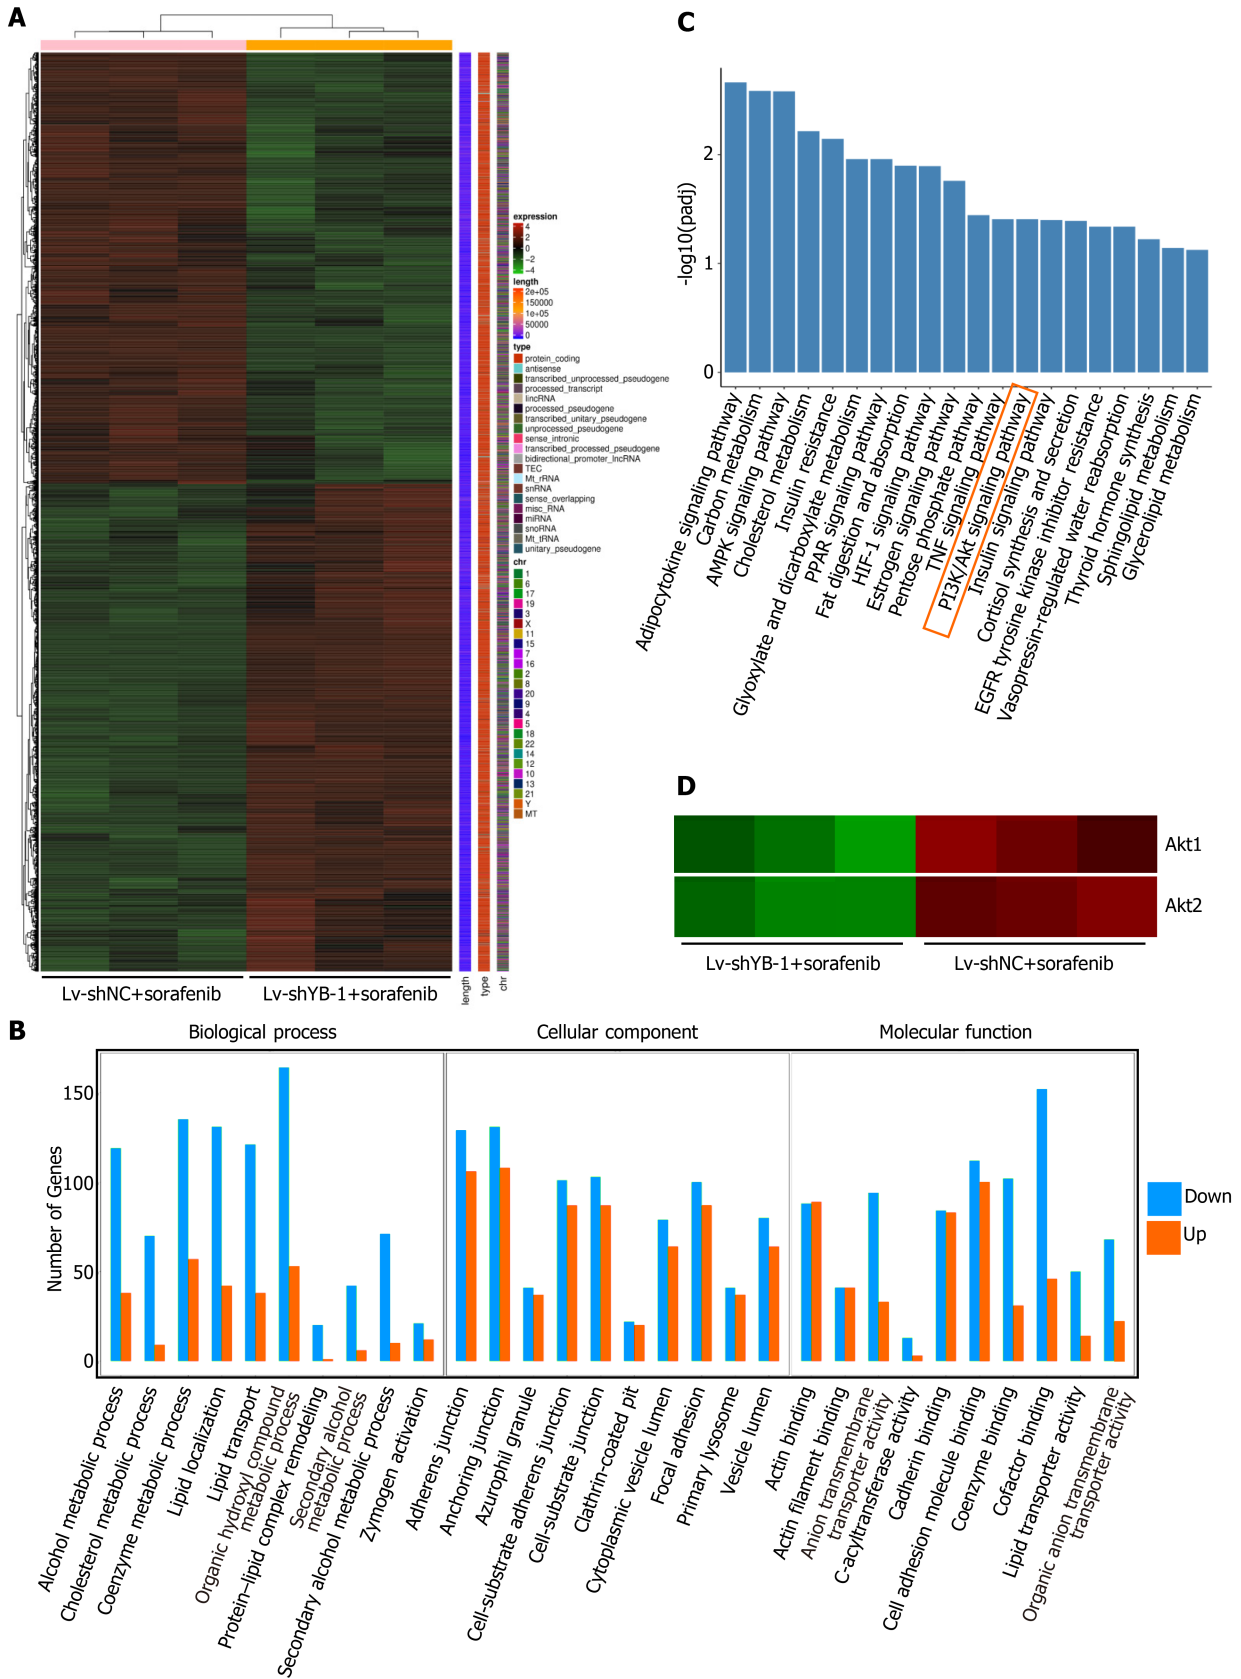 A
expression
4
2
0
−2
−4
length
2e+05
150000
1e+05
50000
0
type
protein_coding
antisense
transcribed_unprocessed_pseudogene
processed_transcript
lincRNA
processed_pseudogene
transcribed_unitary_pseudogene
unprocessed_pseudogene
sense_intronic
transcribed_processed_pseudogene
bidirectional_promoter_lncRNA
TEC
Mt_rRNA
snRNA
sense_overlapping
misc_RNA
miRNA
snoRNA
Mt_tRNA
unitary_pseudogene
chr
1
6
17
19
3
X
11
15
7
16
2
8
20
9
4
5
18
22
14
12
10
13
21
Y
MT
length
type
chr
Lv-shNC+sorafenib
Lv-shYB-1+sorafenib
C
-log10(padj)
2
1
0
Adipocytokine signaling pathway
Carbon metabolism
AMPK signaling pathway
Cholesterol metabolism
Insulin resistance
Glyoxylate and dicarboxylate metabolism
PPAR signaling pathway
Fat digestion and absorption
HIF-1 signaling pathway
Estrogen signaling pathway
Pentose phosphate pathway
TNF signaling pathway
PI3K/Akt signaling pathway
Insulin signaling pathway
Cortisol synthesis and secretion
EGFR tyrosine kinase inhibitor resistance
Vasopressin-regulated water reabsorption
Thyroid hormone synthesis
Sphingolipid metabolism
Glycerolipid metabolism
D
Akt1
Akt2
Lv-shYB-1+sorafenib
Lv-shNC+sorafenib
B
Biological process
Cellular component
Molecular function
Number of Genes
150
100
50
0
Down
Up
Alcohol metabolic process
Cholesterol metabolic process
Coenzyme metabolic process
Lipid localization
Lipid transport
Organic hydroxyl compound
metabolic process
Protein−lipid complex remodeling
Secondary alcohol
metabolic process
Secondary alcohol metabolic process
Zymogen activation
Adherens junction
Anchoring junction
Azurophil granule
Cell-substrate adherens junction
Cell-substrate junction
Clathrin-coated pit
Cytoplasmic vesicle lumen
Focal adhesion
Primary lysosome
Vesicle lumen
Actin binding
Actin filament binding
Anion transmembrane
transporter activity
C-acyltransferase activity
Cadherin binding
Cell adhesion molecule binding
Coenzyme binding
Cofactor binding
Lipid transporter activity
Organic anion transmembrane
transporter activity